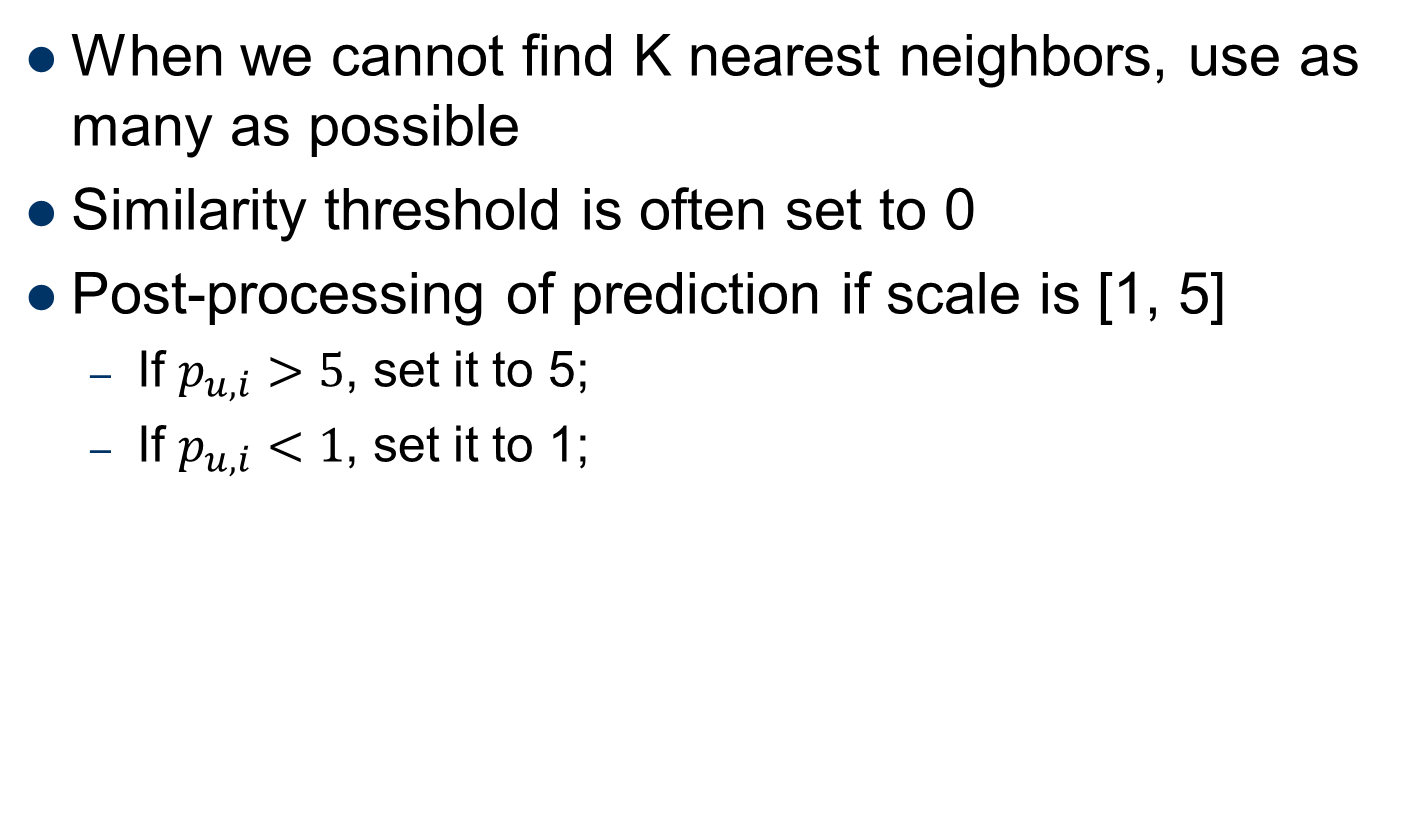 ● When we cannot find K nearest neighbors, use as
many as possible
● Similarity threshold is often set to 0
● Post-processing of prediction if scale is [1, 5]
– If 𝑝𝑢,𝑖 > 5, set it to 5;
– If 𝑝𝑢,𝑖 < 1, set it to 1;